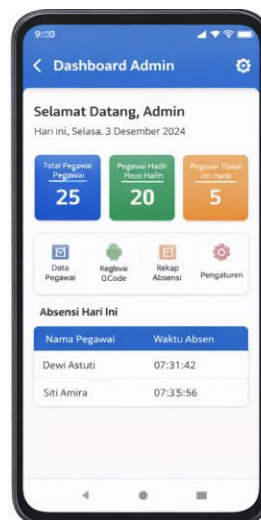 9:30
Dashboard Admin
Selamat Datang, Admin
Hari ini, Selasa. 3 Desember 2024
Total Pegawai
Pegawai
25
Pegawai Hadir
20
Pegawai
5
Data
Pegawai
QCode
Rekap
Absensi
Pengaturen
Absensi Hari Ini
Nama Pegawai Waktu Absen
Dewi Astuti 07:31:42
Siti Amira 07:35:56